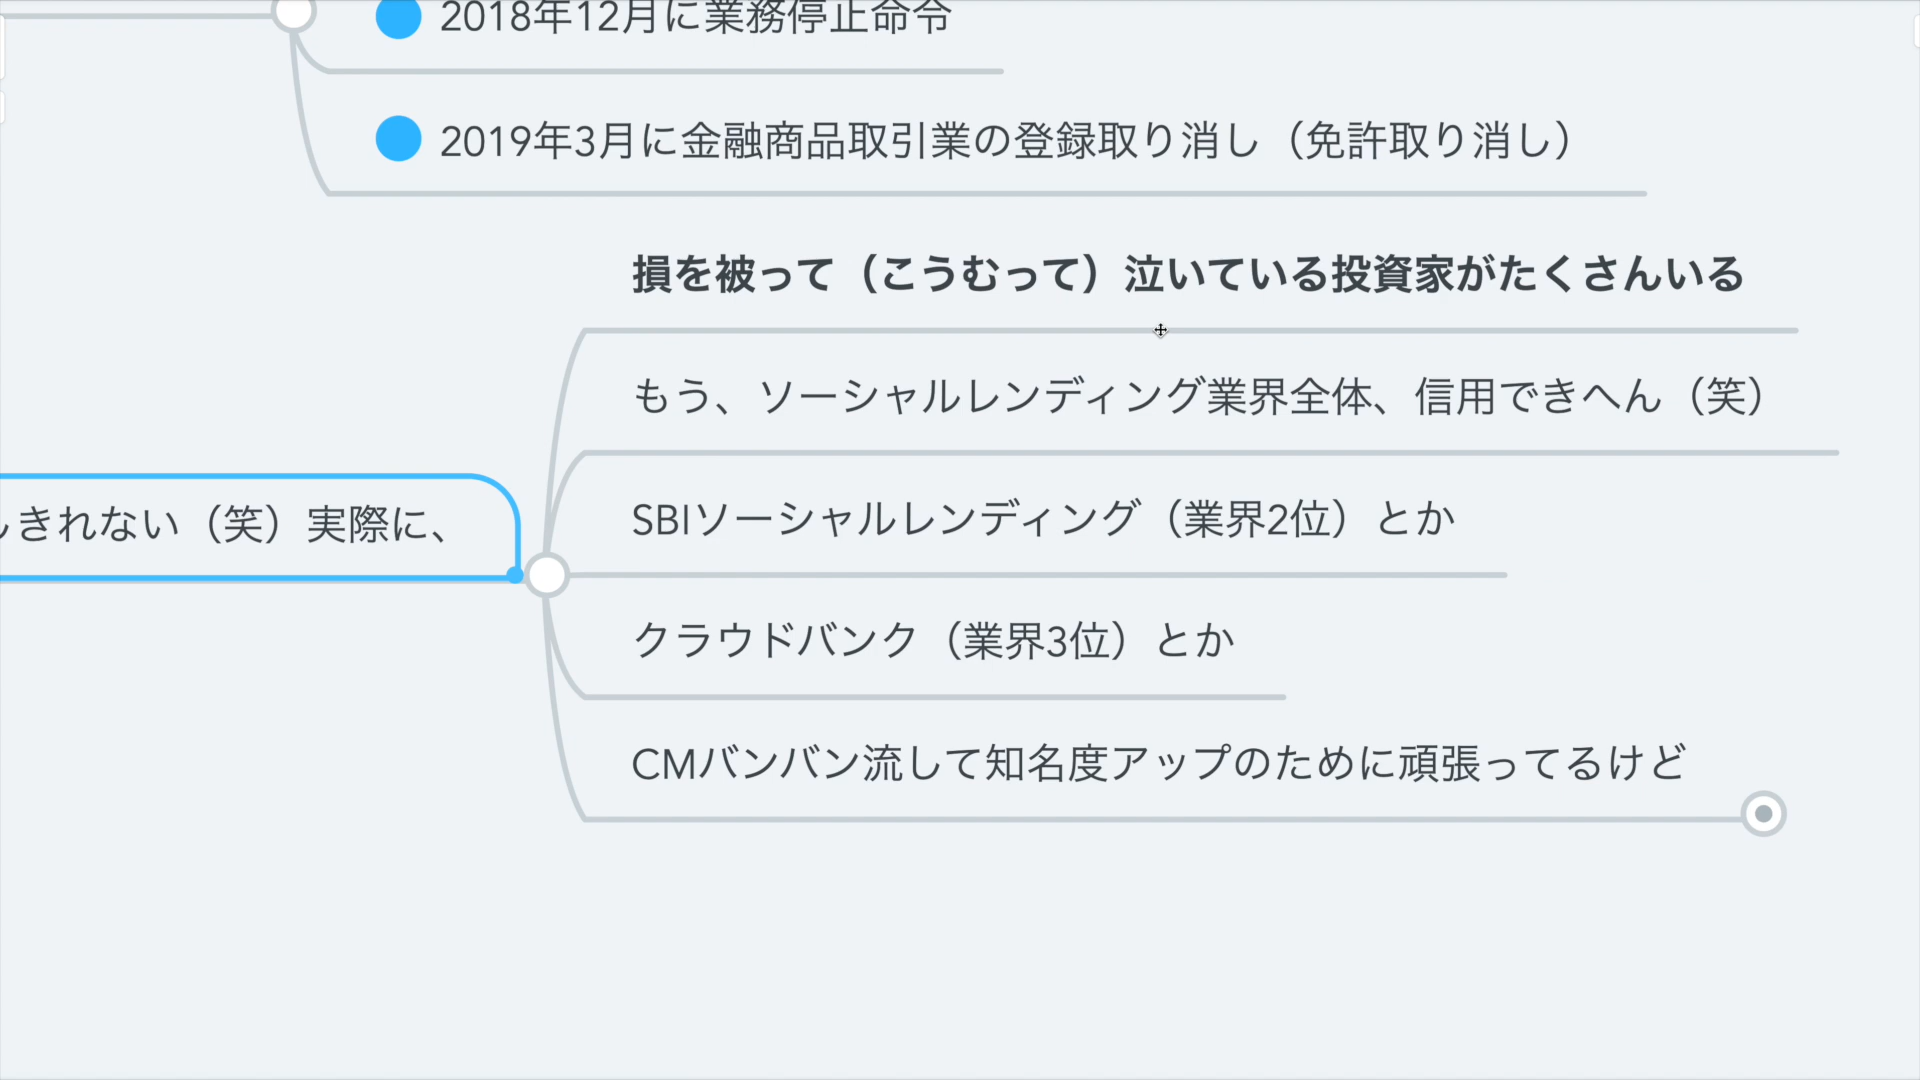 2018年12月に業務停止命令
2019年3月に金融商品取引業の登録取り消し（免許取り消し）
損を被って（こうむって）泣いている投資家がたくさんいる
もう、ソーシャルレンディング業界全体、信用できへん（笑）
SBIソーシャルレンディング（業界2位）とか
しきれない（笑）実際に、
クラウドバンク（業界3位）とか
CMバンバン流して知名度アップのために頑張ってるけど